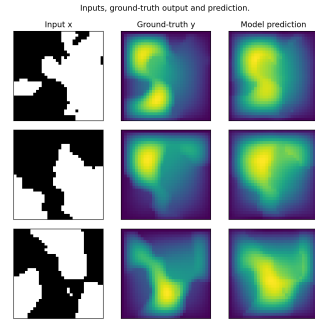 Inputs, ground-truth output and prediction.
Input x
Ground-truth y
Model prediction